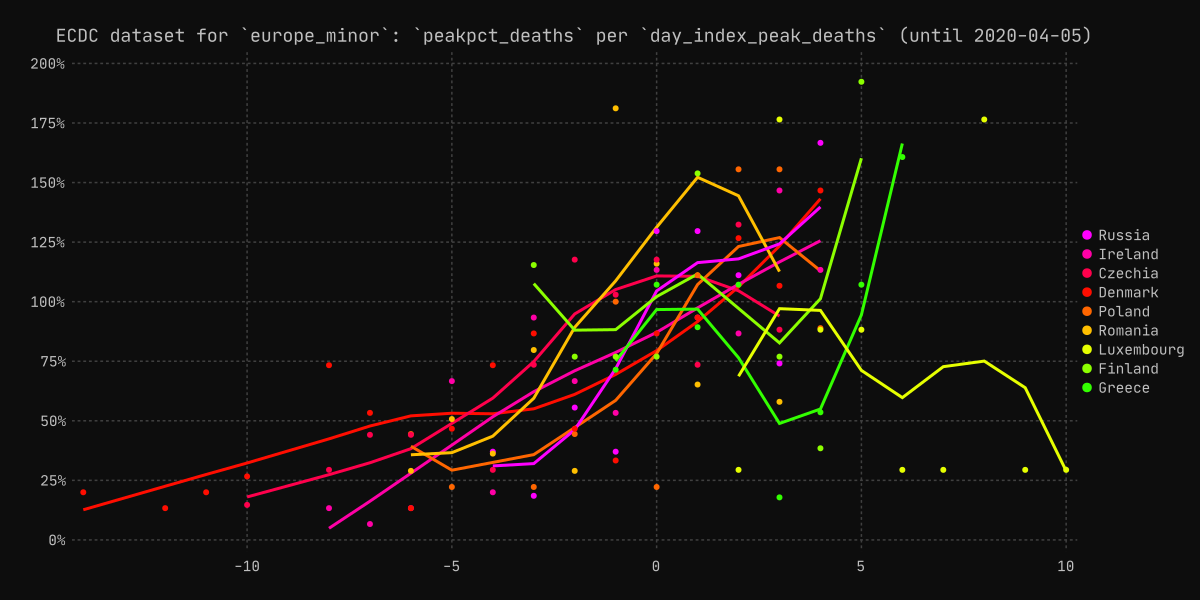 ECDC dataset for `europe_minor`: `peakpct_deaths` per `day_index_peak_deaths` (until 2020-04-05)
200%
175%
150%
125%
100%
75%
50%
25%
0%
-10
-5
0
5
10
Russia
Ireland
Czechia
Denmark
Poland
Romania
Luxembourg
Finland
Greece